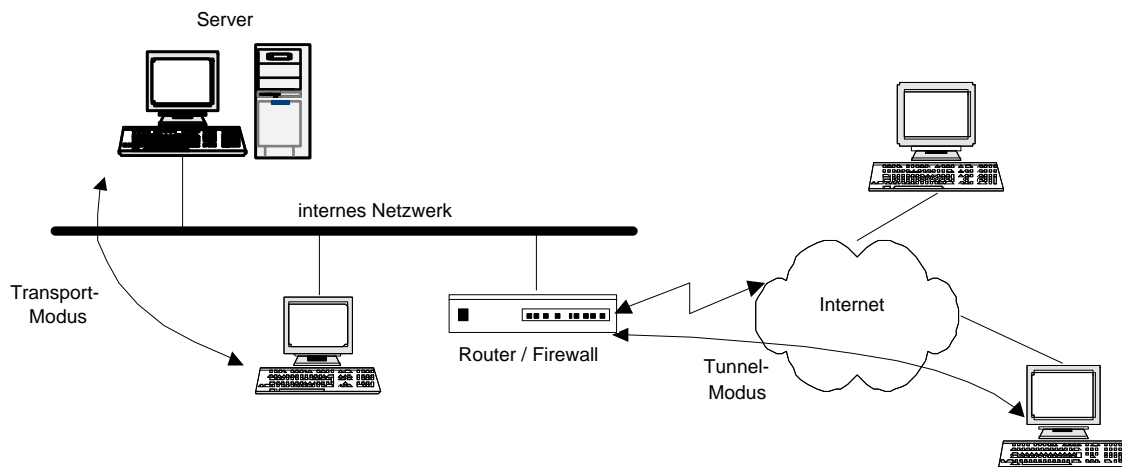 Server
internes Netzwerk
Transport-
Modus
Internet
Router / Firewall
Tunnel-
Modus